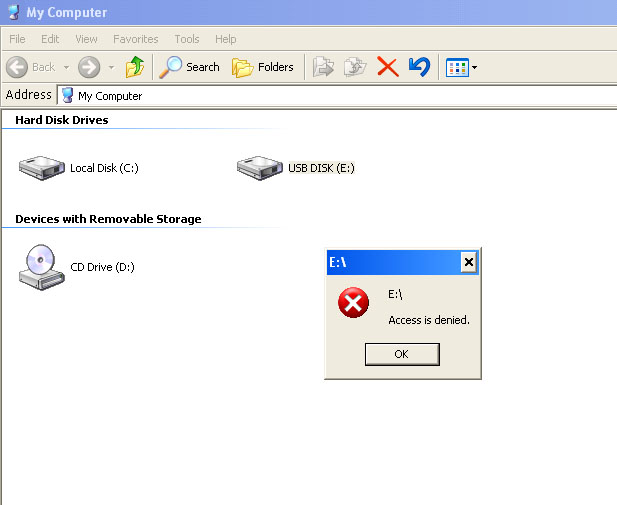 My Computer
File Edit View Favorites Tools Help
Back Search Folders
Address My Computer
Hard Disk Drives
Local Disk (C:) USB DISK (E:)
Devices with Removable Storage
CD Drive (D:)
E:\
E:\
Access is denied.
OK